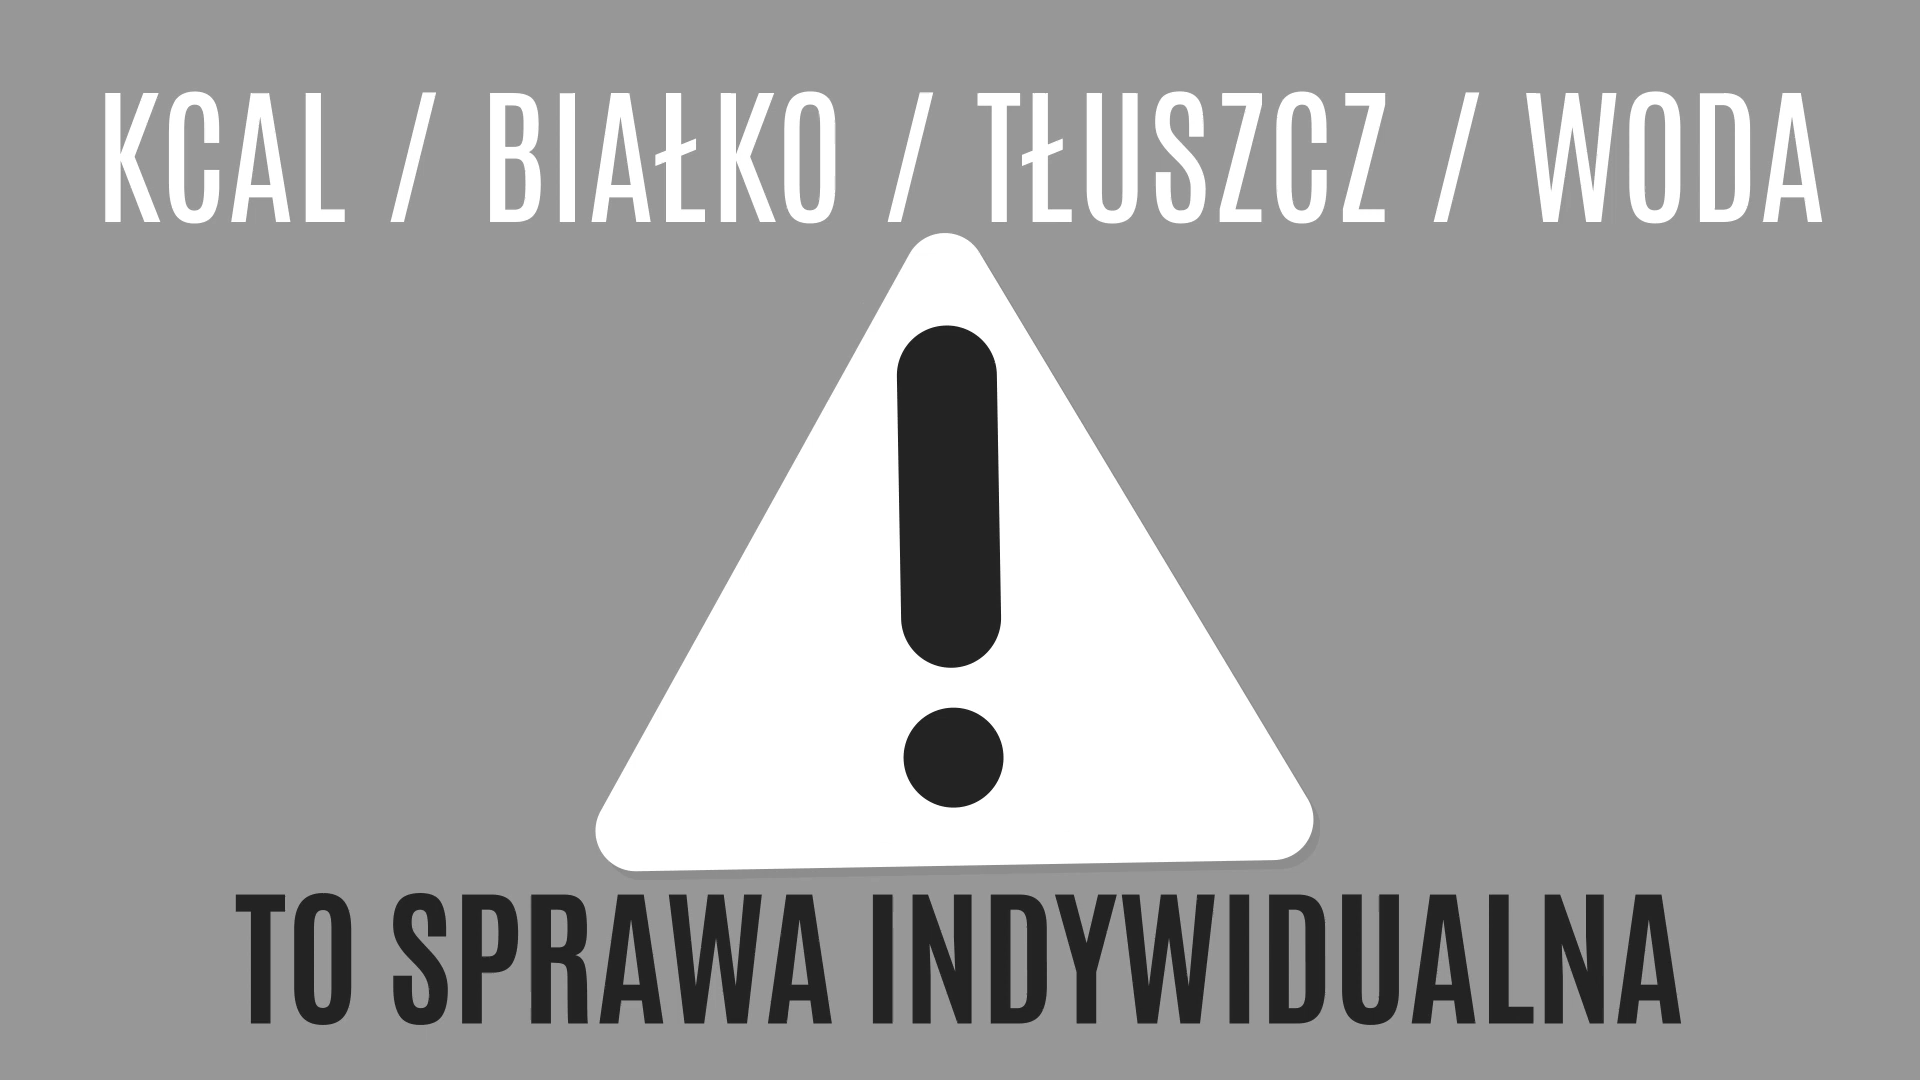 KCAL / BIAŁKO / TŁUSZCZ / WODA
!
TO SPRAWA INDYWIDUALNA